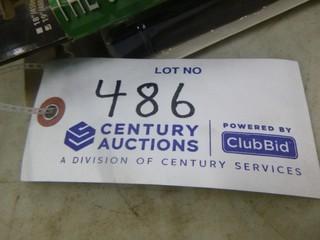 LOT NO
486
CENTURY AUCTIONS
POWERED BY
ClubBid
A DIVISION OF CENTURY SERVICES